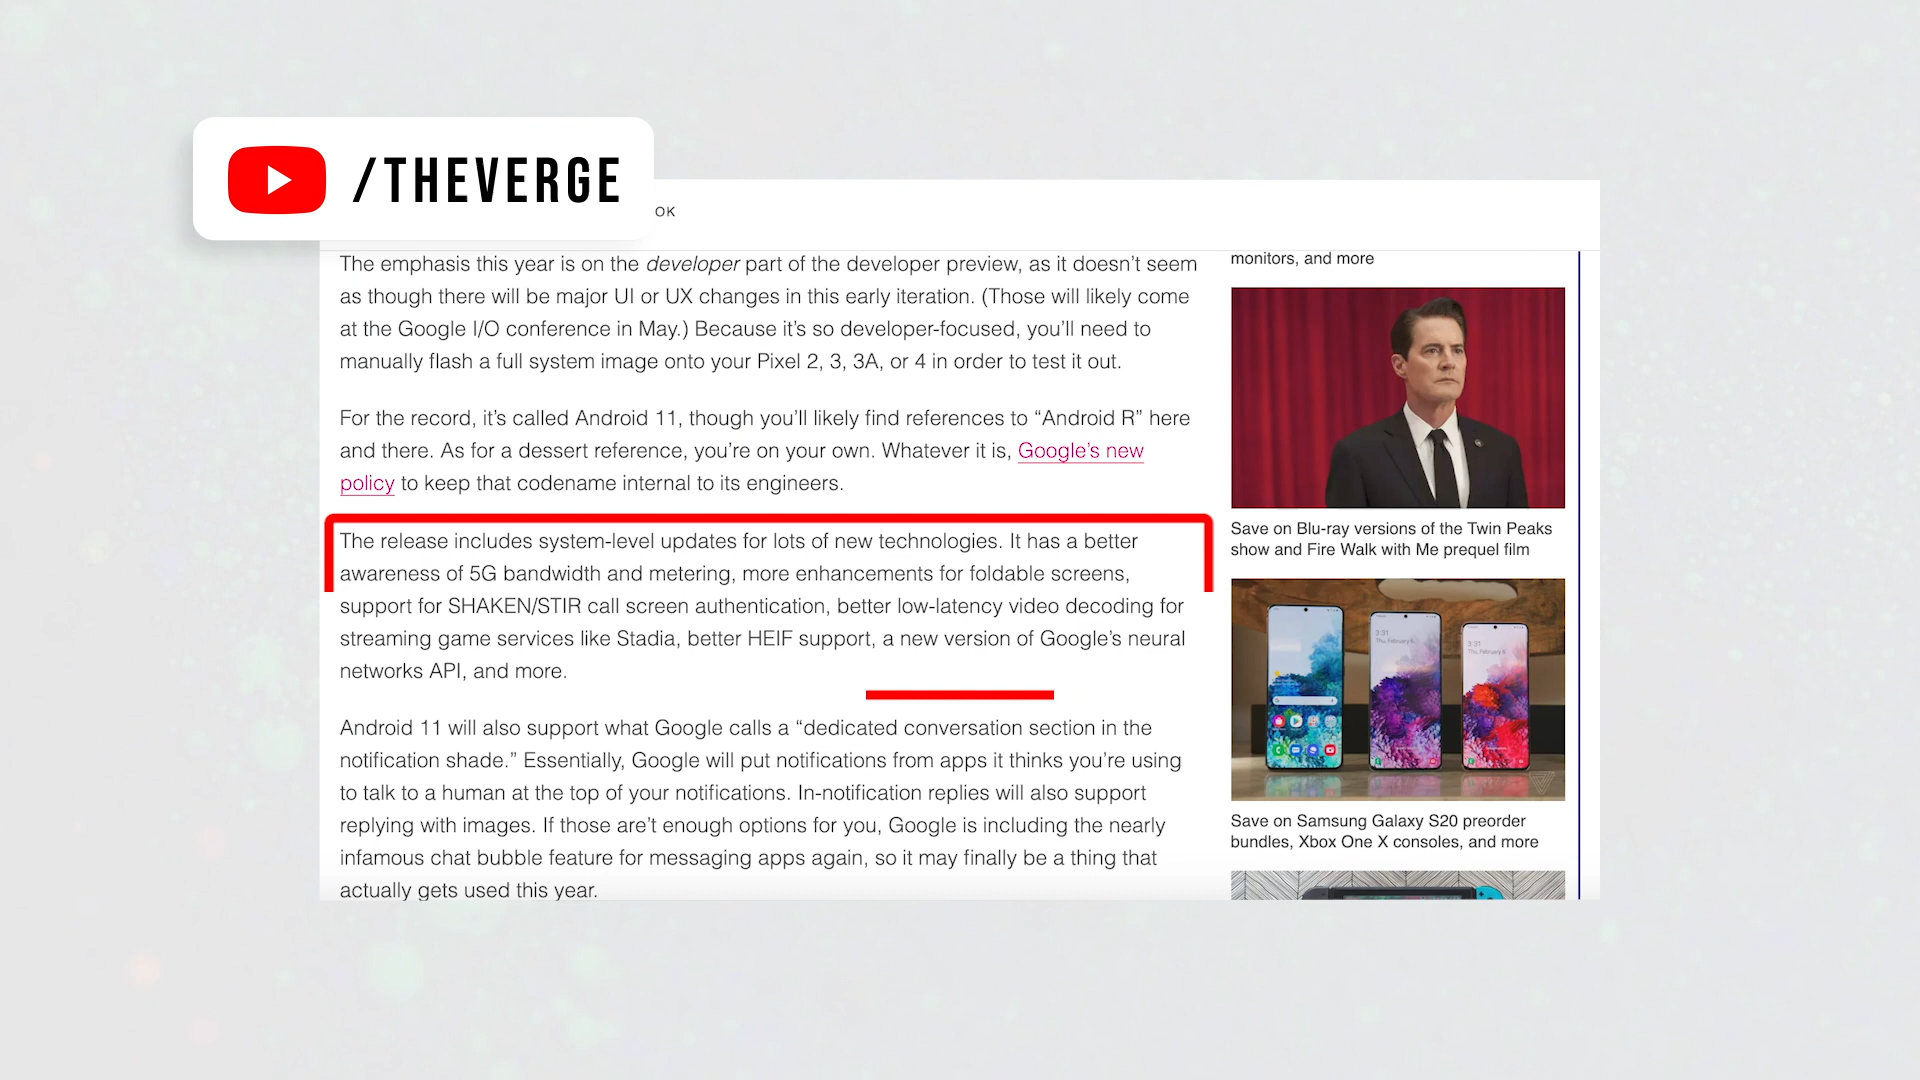 /THEVERGE
OK
The emphasis this year is on the developer part of the developer preview, as it doesn't seem
as though there will be major UI or UX changes in this early iteration. (Those will likely come
at the Google I/O conference in May.) Because it's so developer-focused, you'll need to
manually flash a full system image onto your Pixel 2, 3, 3A, or 4 in order to test it out.
For the record, it's called Android 11, though you'll likely find references to “Android R” here
and there. As for a dessert reference, you're on your own. Whatever it is, Google's new
policy to keep that codename internal to its engineers.
The release includes system-level updates for lots of new technologies. It has a better
awareness of 5G bandwidth and metering, more enhancements for foldable screens,
support for SHAKEN/STIR call screen authentication, better low-latency video decoding for
streaming game services like Stadia, better HEIF support, a new version of Google's neural
networks API, and more.
Android 11 will also support what Google calls a “dedicated conversation section in the
notification shade.” Essentially, Google will put notifications from apps it thinks you're using
to talk to a human at the top of your notifications. In-notification replies will also support
replying with images. If those are't enough options for you, Google is including the nearly
infamous chat bubble feature for messaging apps again, so it may finally be a thing that
actually gets used this year.
monitors, and more
Save on Blu-ray versions of the Twin Peaks
show and Fire Walk with Me prequel film
3:31
3:31
Save on Samsung Galaxy S20 preorder
bundles, Xbox One X consoles, and more